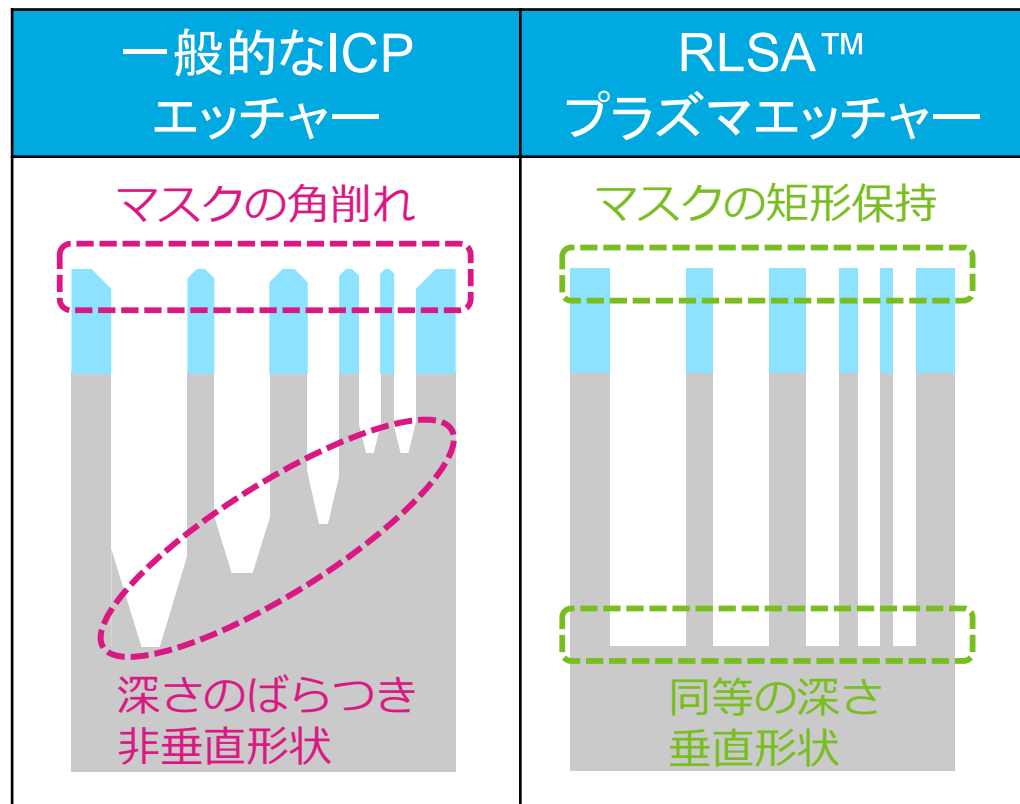 一般的なICP
エッチャー
RLSA™
プラズマエッチャー
マスクの角削れ
マスクの矩形保持
深さのばらつき
非垂直形状
同等の深さ
垂直形状